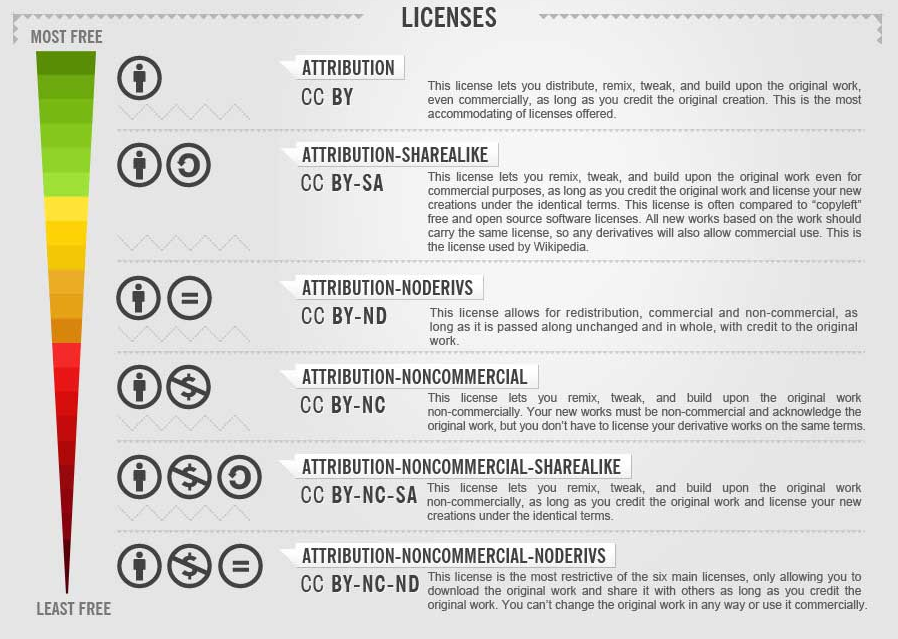 LICENSES
MOST FREE
ATTRIBUTION
CC BY
This license lets you distribute, remix, tweak, and build upon the original work,
even commercially, as long as you credit the original creation. This is the most
accommodating of licenses offered.
ATTRIBUTION-SHAREALIKE
CC BY-SA
This license lets you remix, tweak, and build upon the original work even for
commercial purposes, as long as you credit the original work and license your new
creations under the identical terms. This license is often compared to “copyleft”
free and open source software licenses. All new works based on the work should
carry the same license, so any derivatives will also allow commercial use. This is
the license used by Wikipedia.
ATTRIBUTION-NODERIVS
CC BY-ND
This license allows for redistribution, commercial and non-commercial, as
long as it is passed along unchanged and in whole, with credit to the original
work.
ATTRIBUTION-NONCOMMERCIAL
CC BY-NC
This license lets you remix, tweak, and build upon the original work
non-commercially. Your new works must be non-commercial and acknowledge the
original work, but you don’t have to license your derivative works on the same terms.
ATTRIBUTION-NONCOMMERCIAL-SHAREALIKE
CC BY-NC-SA
This license lets you remix, tweak, and build upon the original work
non-commercially, as long as you credit the original work and license your new
creations under the identical terms.
ATTRIBUTION-NONCOMMERCIAL-NODERIVS
CC BY-NC-ND
This license is the most restrictive of the six main licenses, only allowing you to
download the original work and share it with others as long as you credit the
original work. You can’t change the original work in any way or use it commercially.
LEAST FREE